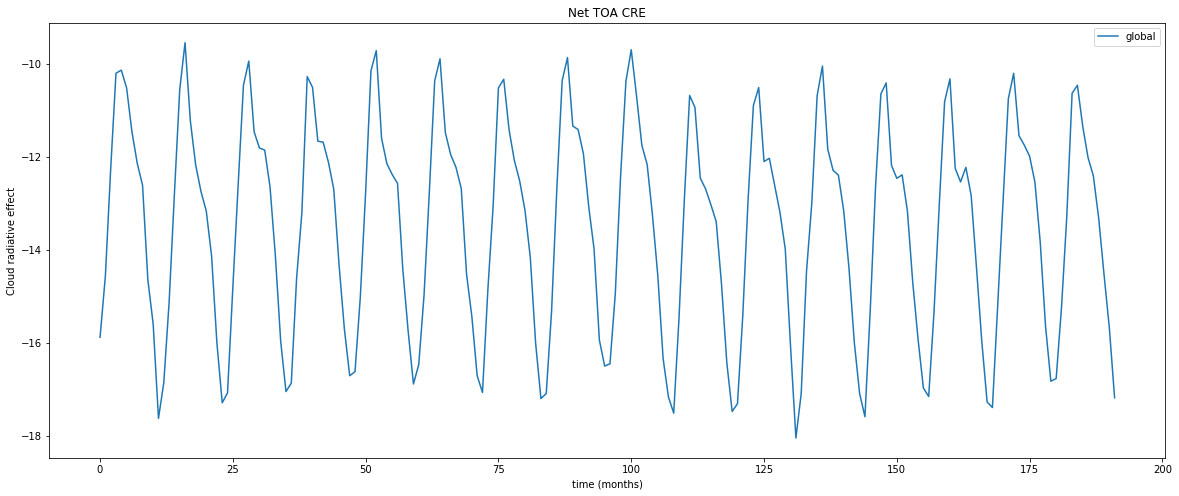 Net TOA CRE
global
Cloud radiative effect
−10
−12
−14
−16
−18
0 25 50 75 100 125 150 175 200
time (months)